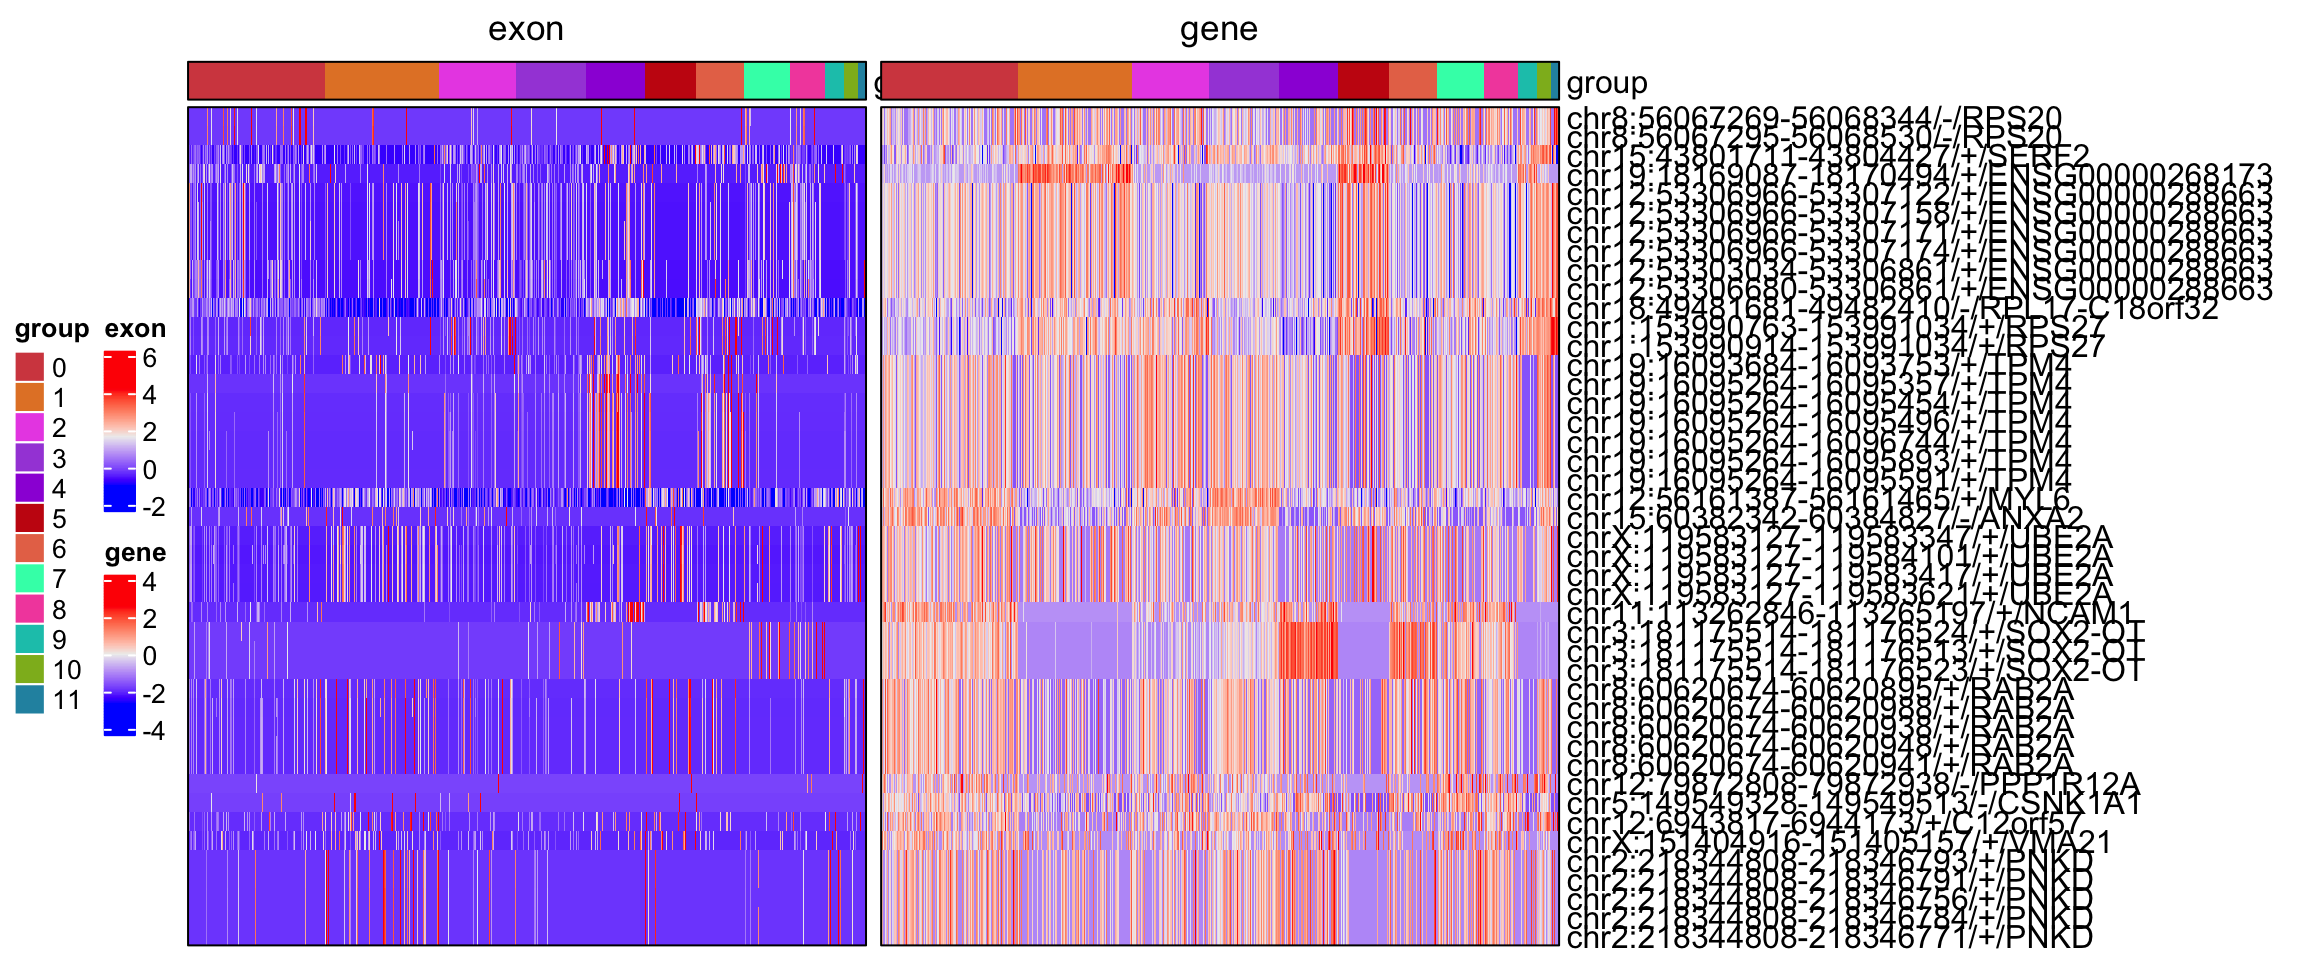 exon
gene
group
group
0
1
2
3
4
5
6
7
8
9
10
11
exon
6
4
2
0
-2
gene
4
2
0
-2
-4
chr8:56067269-56068344/-/RPS20
chr8:56067295-56068530/-/RPS20
chr15:43801711-43804427/+/SERF2
chr19:18169087-18170494/+/ENSG00000268173
chr12:53306966-53307122/+/ENSG00000288663
chr12:53306966-53307158/+/ENSG00000288663
chr12:53306966-53307171/+/ENSG00000288663
chr12:53306966-53307174/+/ENSG00000288663
chr12:53303034-53306861/+/ENSG00000288663
chr12:53306680-53306861/+/ENSG00000288663
chr18:49481681-49482410/-/RPL17-C18orf32
chr1:153990763-153991034/+/RPS27
chr1:153990914-153991034/+/RPS27
chr19:16093684-16093753/+/TPM4
chr19:16095264-16095357/+/TPM4
chr19:16095264-16095454/+/TPM4
chr19:16095264-16095496/+/TPM4
chr19:16095264-16096744/+/TPM4
chr19:16095264-16095893/+/TPM4
chr19:16095264-16095591/+/TPM4
chr12:56161387-56161465/+/MYL6
chr15:60382342-60384827/-/ANXA2
chrX:119583127-119583347/+/UBE2A
chrX:119583127-119584101/+/UBE2A
chrX:119583127-119583417/+/UBE2A
chrX:119583127-119583621/+/UBE2A
chr11:113262846-113265197/+/NCAM1
chr3:181175514-181176524/+/SOX2-OT
chr3:181175514-181176513/+/SOX2-OT
chr3:181175514-181176523/+/SOX2-OT
chr8:60620674-60620895/+/RAB2A
chr8:60620674-60620988/+/RAB2A
chr8:60620674-60620938/+/RAB2A
chr8:60620674-60620948/+/RAB2A
chr8:60620674-60620941/+/RAB2A
chr12:79872808-79872938/-/PPP1R12A
chr5:149549328-149549513/-/CSNK1A1
chr12:6943817-6944173/+/C12orf57
chrX:151404916-151405157/+/VMA21
chr2:218344808-218346793/+/PNKD
chr2:218344808-218346791/+/PNKD
chr2:218344808-218346756/+/PNKD
chr2:218344808-218346784/+/PNKD
chr2:218344808-218346771/+/PNKD